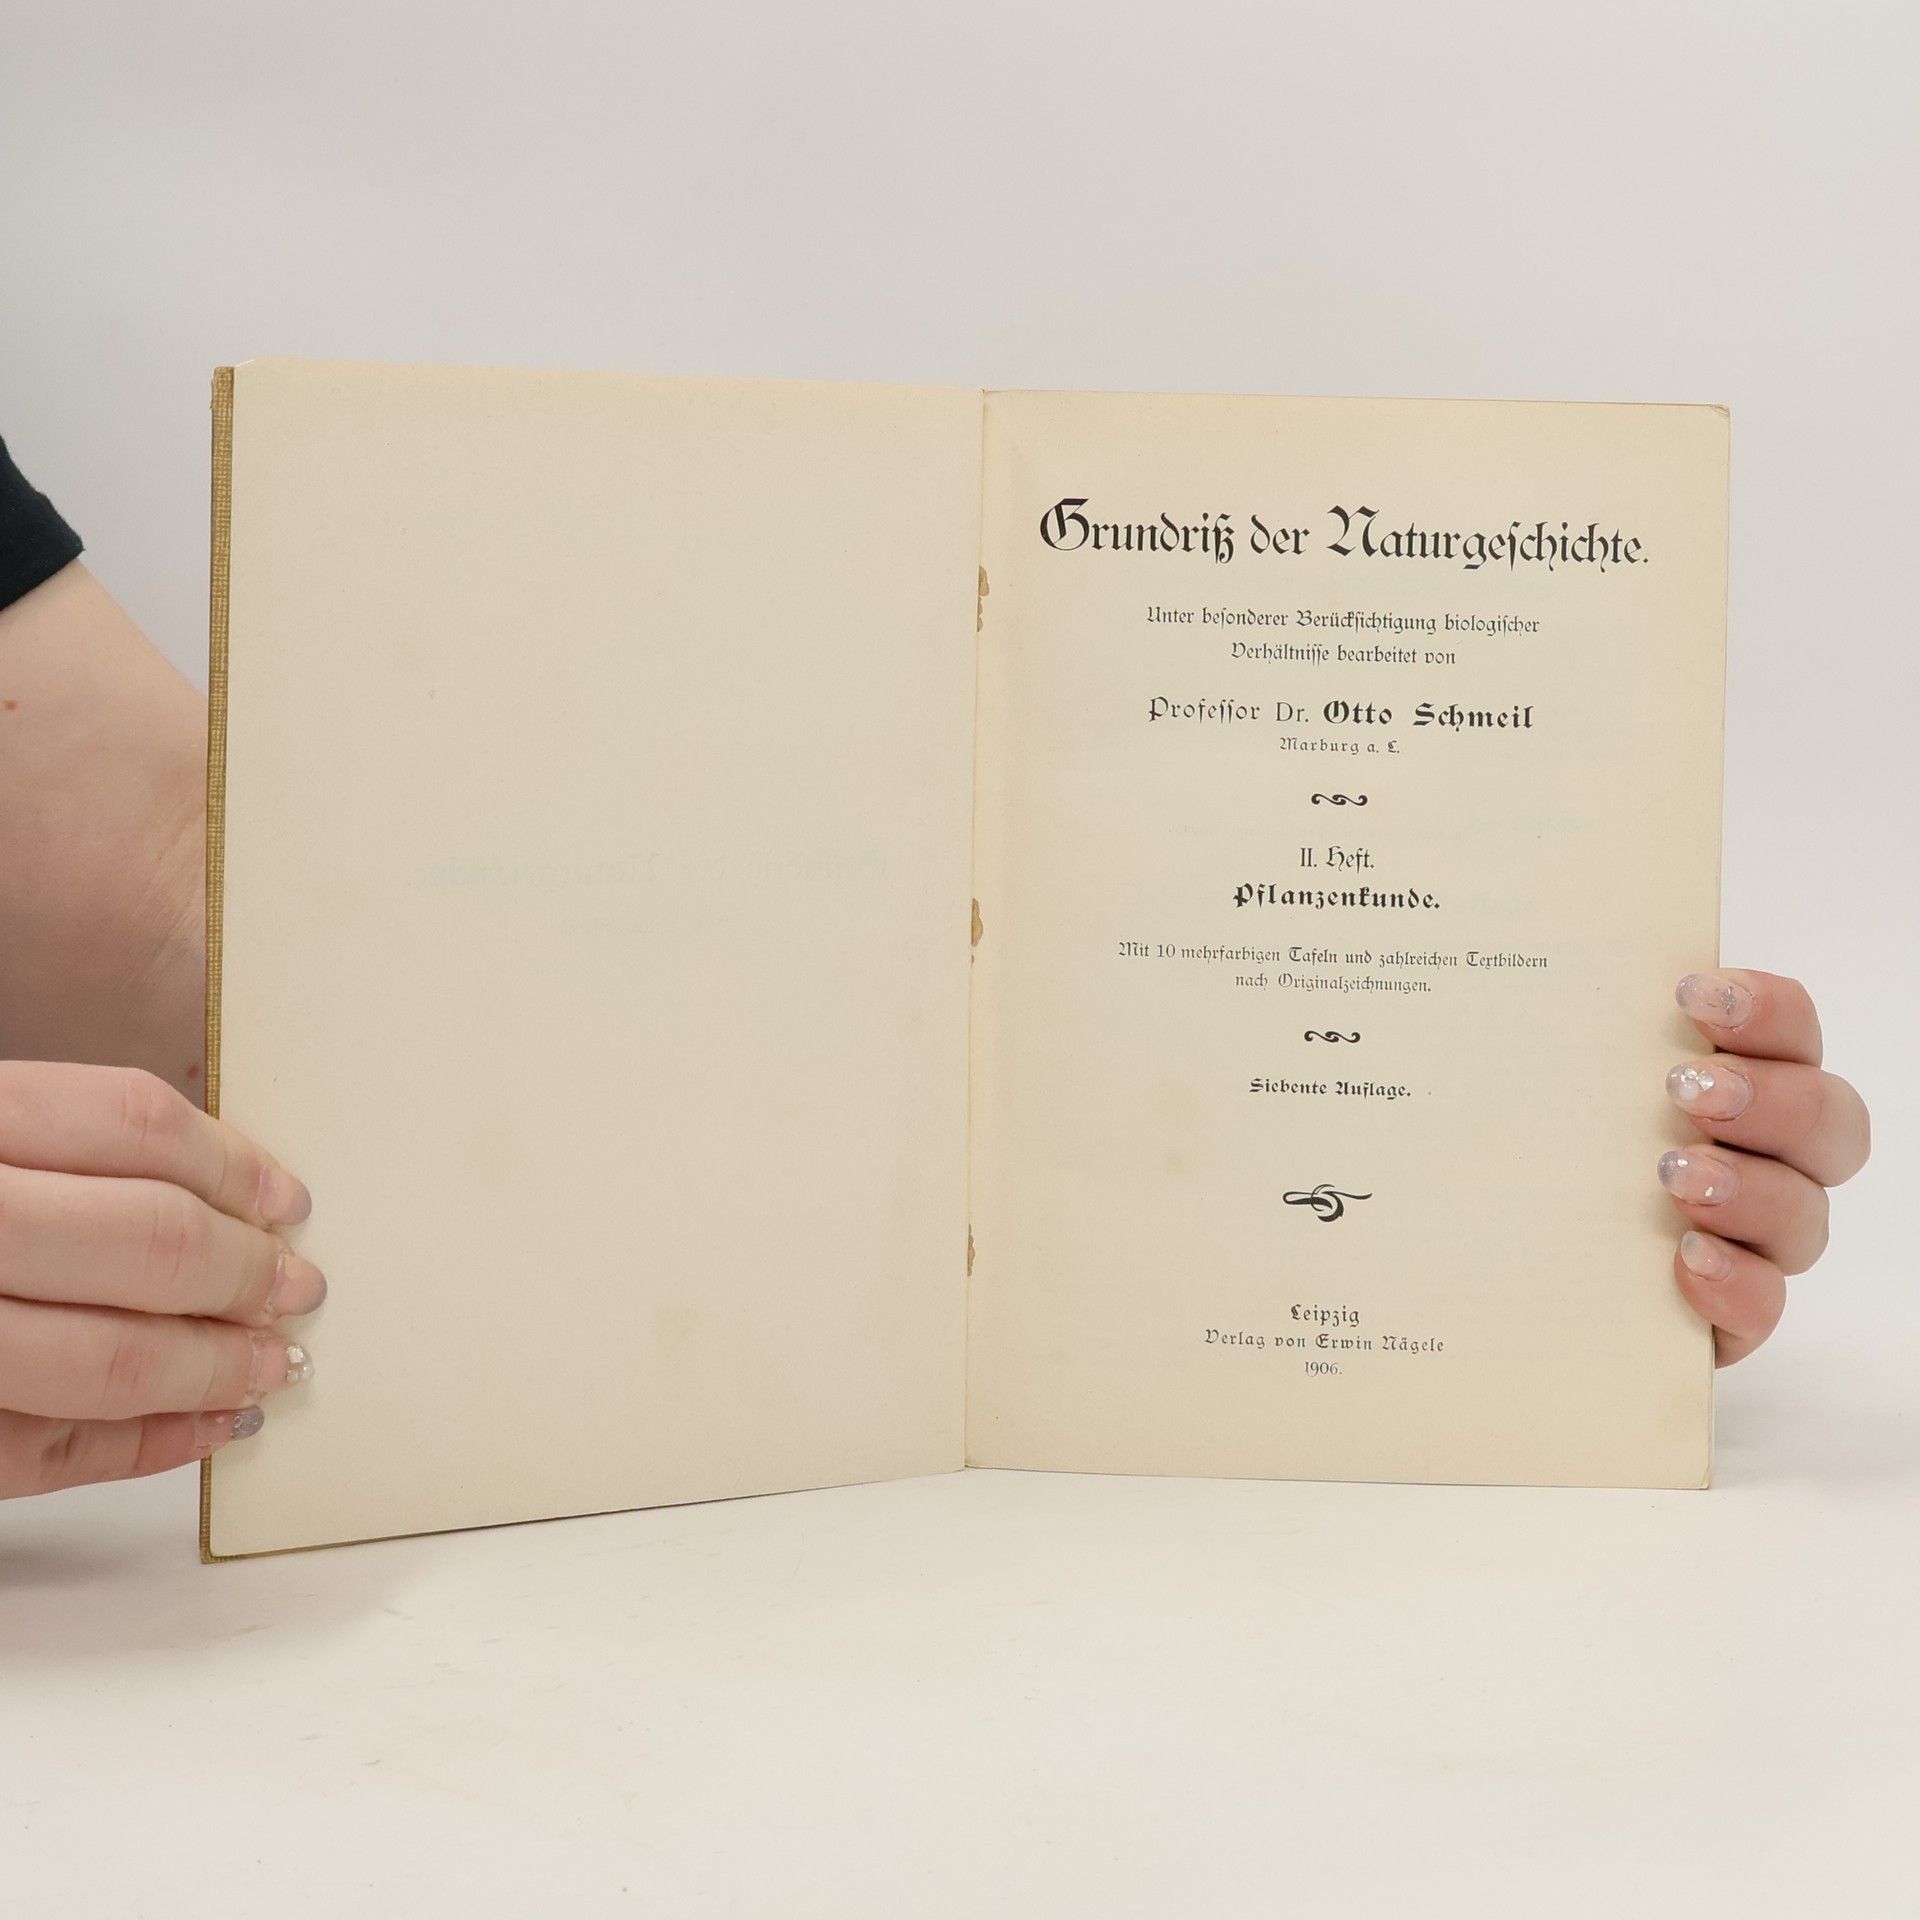 Grundriß der Naturgeschichte.
Unter besonderer Berücksichtigung biologischer
Verhältnisse bearbeitet von
Professor Dr. Otto Schmeil
Marburg a. L.
II. Heft.
Pflanzenkunde.
Mit 10 mehrfarbigen Tafeln und zahlreichen Textbildern
nach Originalzeichnungen.
Siebente Auflage.
Leipzig
Verlag von Erwin Nägele
1906.